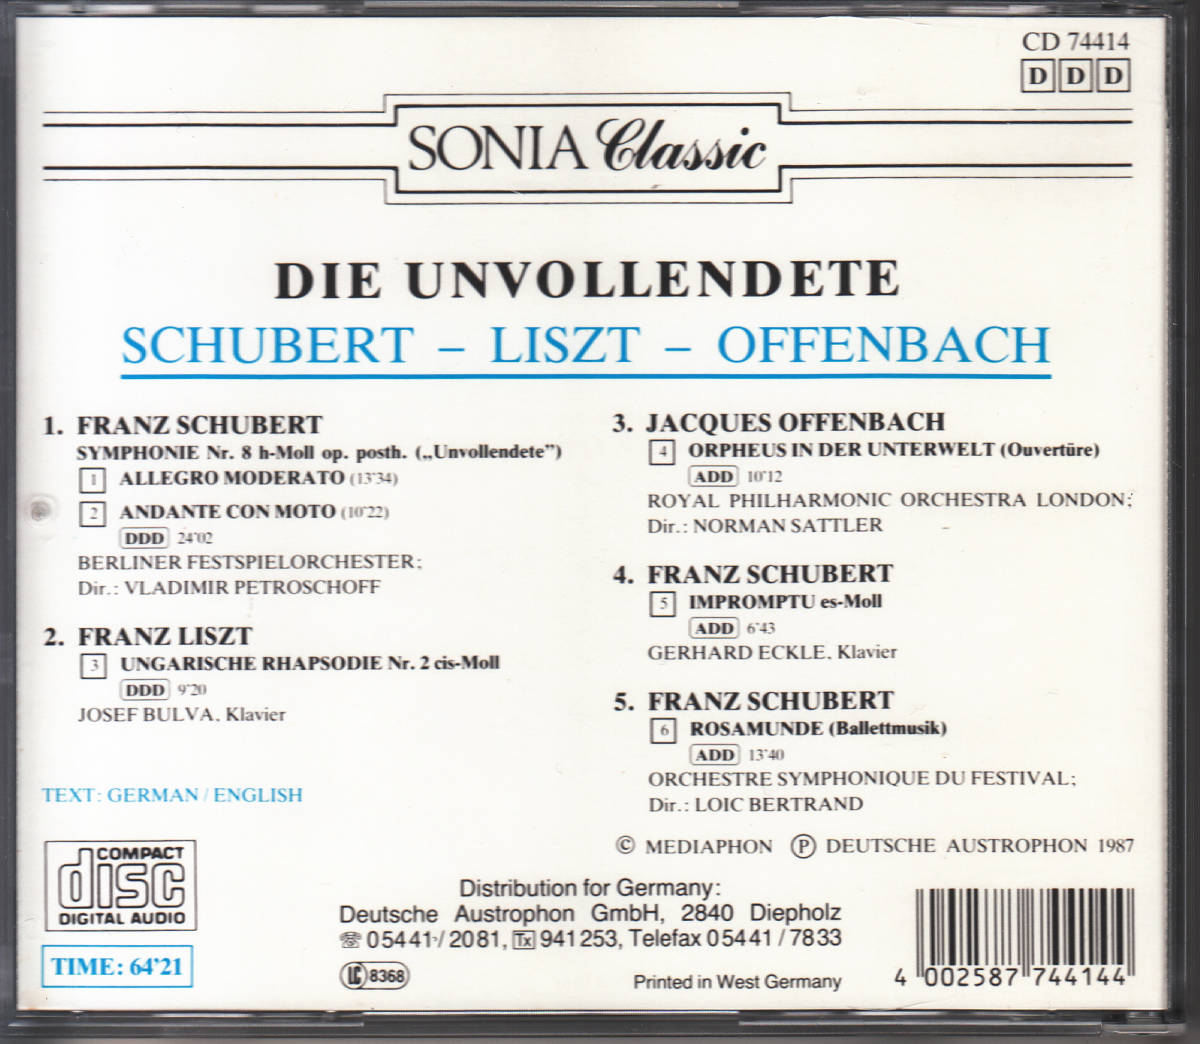 CD 74414
DDD
SONIA Classic
DIE UNVOLLENDETE
SCHUBERT – LISZT – OFFENBACH
1. FRANZ SCHUBERT
SYMPHONIE Nr. 8 h-Moll op. posth. („Unvollendete”)
1 ALLEGRO MODERATO (13'34)
2 ANDANTE CON MOTO (10'22)
DDD 24'02
BERLINER FESTSPIELORCHESTER;
Dir.: VLADIMIR PETROSCHOFF
2. FRANZ LISZT
3 UNGARISCHE RHAPSODIE Nr. 2 cis-Moll
DDD 9'20
JOSEF BULVA, Klavier
3. JACQUES OFFENBACH
4 ORPHEUS IN DER UNTERWELT (Ouvertüre)
ADD 10'12
ROYAL PHILHARMONIC ORCHESTRA LONDON;
Dir.: NORMAN SATTLER
4. FRANZ SCHUBERT
5 IMPROMPTU es-Moll
ADD 6'43
GERHARD ECKLE, Klavier
5. FRANZ SCHUBERT
6 ROSAMUNDE (Ballettmusik)
ADD 13'40
ORCHESTRE SYMPHONIQUE DU FESTIVAL;
Dir.: LOIC BERTRAND
TEXT: GERMAN / ENGLISH
© MEDIAPHON ℗ DEUTSCHE AUSTROPHON 1987
COMPACT
disc
DIGITAL AUDIO
TIME: 64'21
Distribution for Germany:
Deutsche Austrophon GmbH, 2840 Diepholz
☏ 05441/2081, Tx 941253, Telefax 05441/7833
LC 8368
Printed in West Germany
4 002587 744144